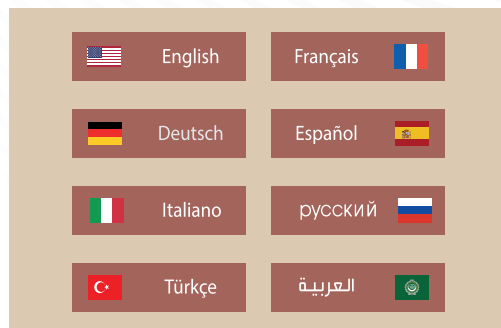 English
Français
Deutsch
Español
Italiano
русский
Türkçe
العربية